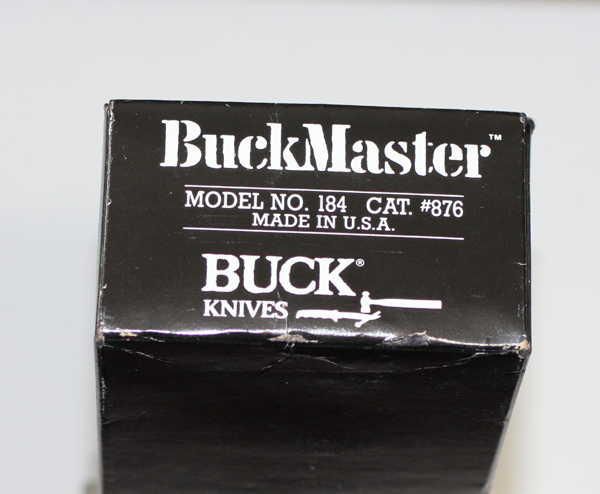 BuckMaster™
MODEL NO. 184 CAT. #876
MADE IN U.S.A.
BUCK®
KNIVES